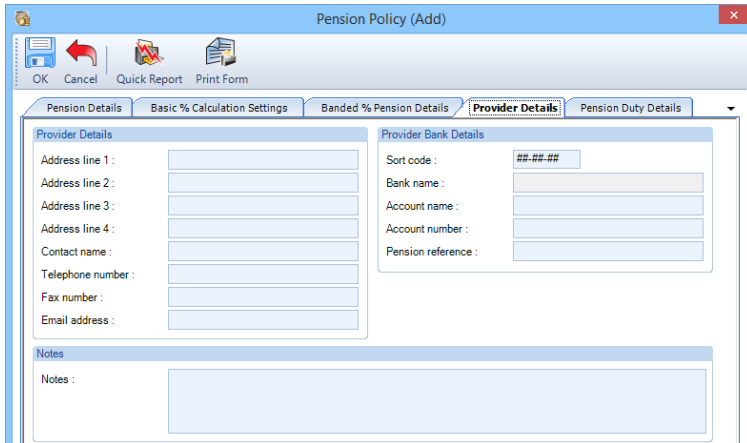 Pension Policy (Add)
OK Cancel Quick Report Print Form
Pension Details Basic % Calculation Settings Banded % Pension Details Provider Details Pension Duty Details
Provider Details
Address line 1 :
Address line 2 :
Address line 3 :
Address line 4 :
Contact name :
Telephone number :
Fax number :
Email address :
Provider Bank Details
Sort code : ##-##-##
Bank name :
Account name :
Account number :
Pension reference :
Notes
Notes :